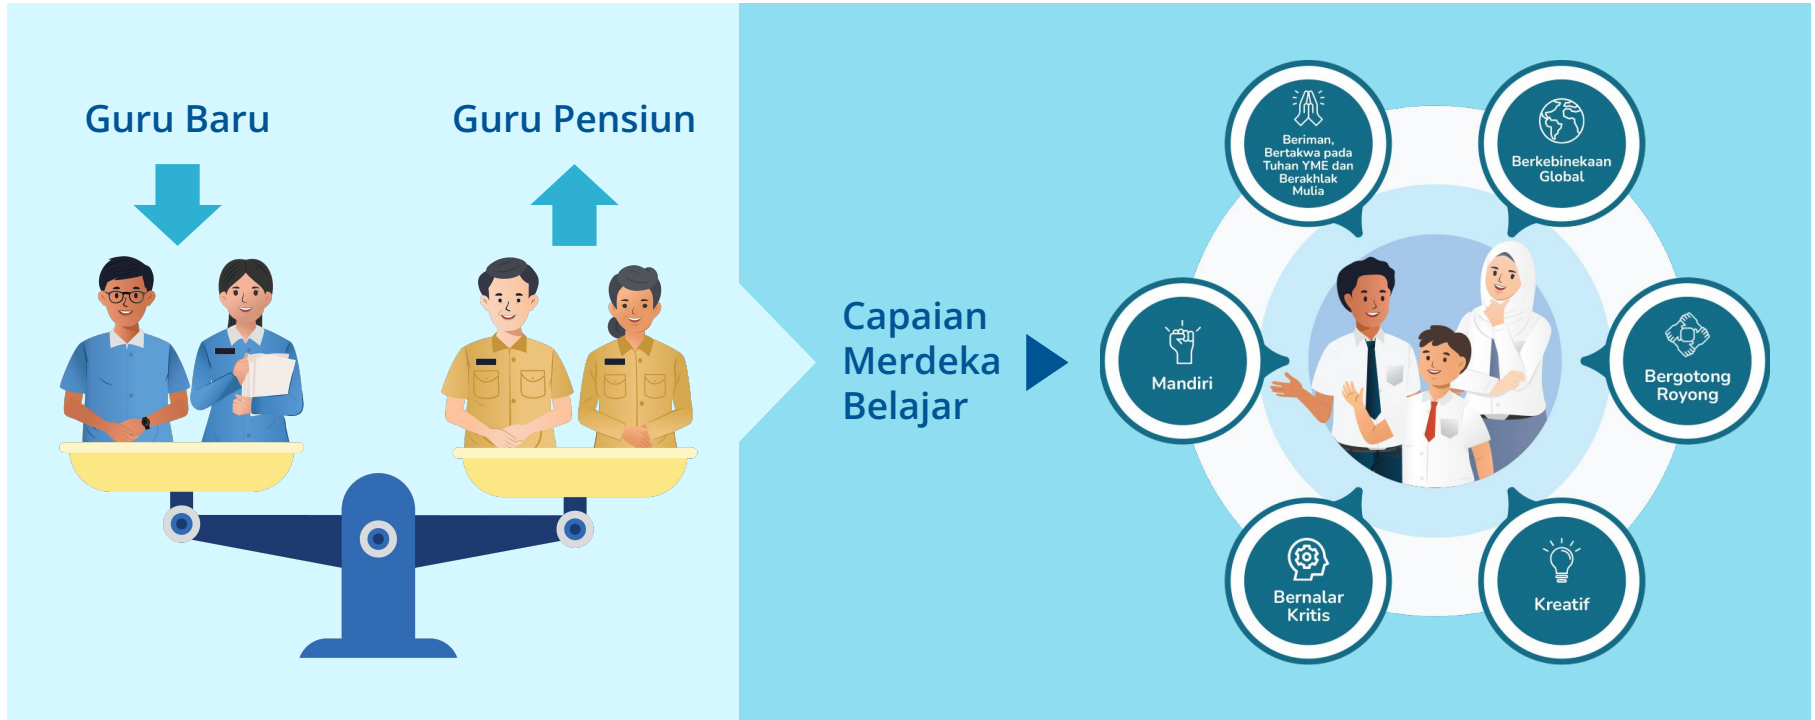 Guru Baru
Guru Pensiun
Capaian
Merdeka
Belajar
Beriman,
Bertakwa pada
Tuhan YME dan
Berakhlak
Mulia
Berkebinekaan
Global
Mandiri
Bergotong
Royong
Bernalar
Kritis
Kreatif